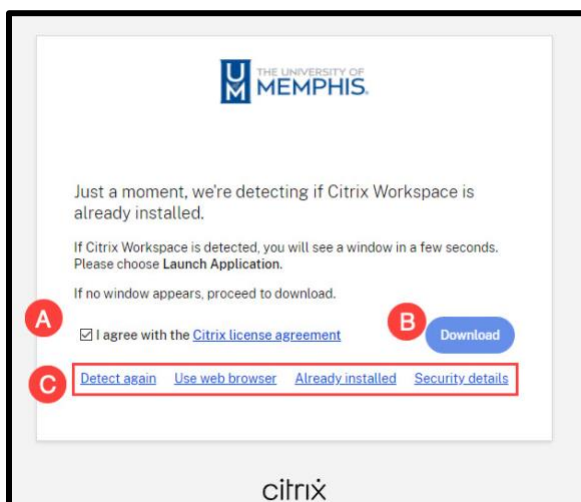 UM THE UNIVERSITY OF
MEMPHIS.
Just a moment, we're detecting if Citrix Workspace is
already installed.
If Citrix Workspace is detected, you will see a window in a few seconds.
Please choose Launch Application.
If no window appears, proceed to download.
A
I agree with the Citrix license agreement
B
Download
C
Detect again Use web browser Already installed Security details
citrix